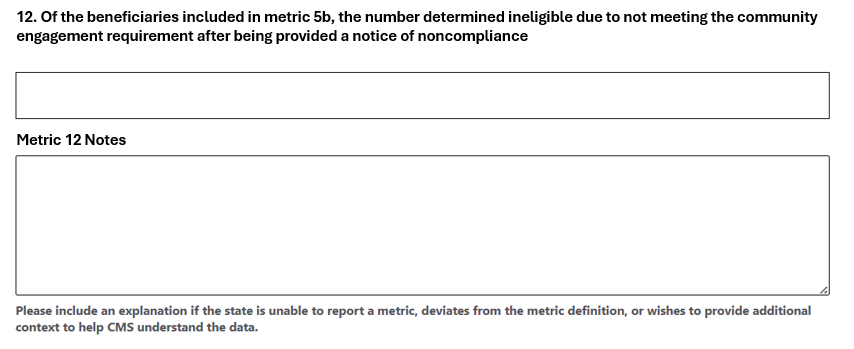 12. Of the beneficiaries included in metric 5b, the number determined ineligible due to not meeting the community
engagement requirement after being provided a notice of noncompliance
Metric 12 Notes
Please include an explanation if the state is unable to report a metric, deviates from the metric definition, or wishes to provide additional
context to help CMS understand the data.